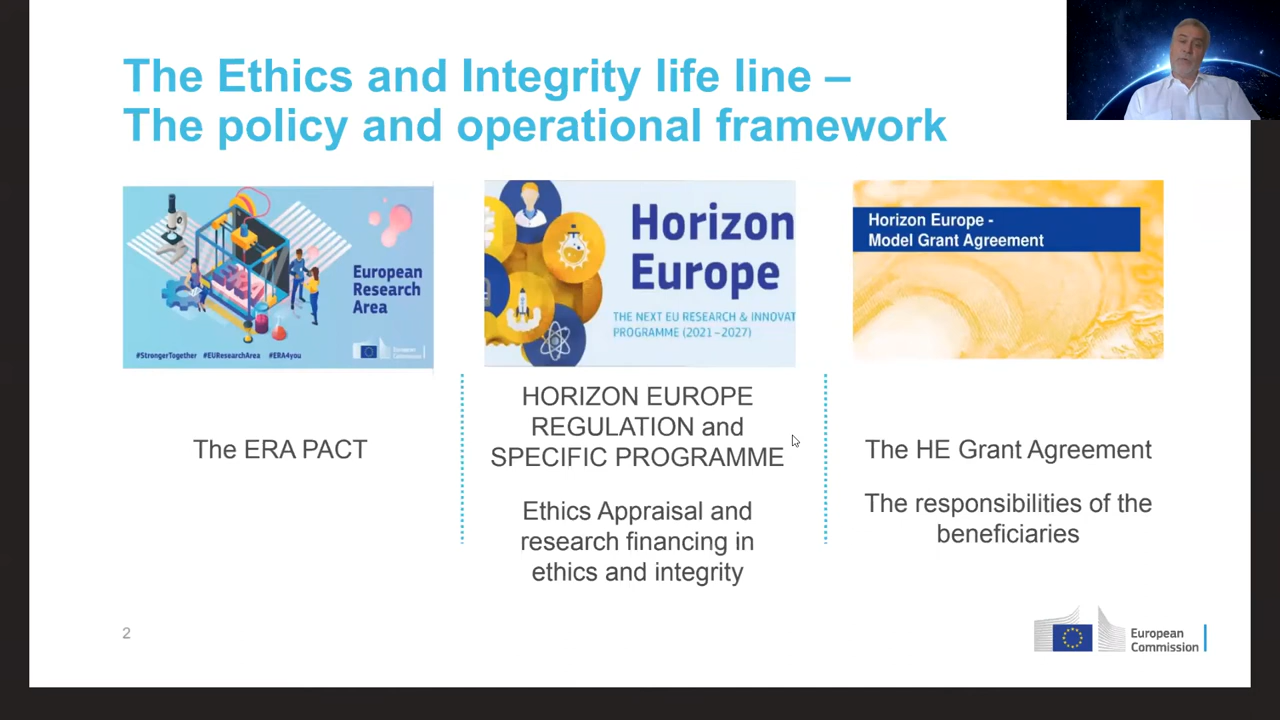 The Ethics and Integrity life line –
The policy and operational framework
European
Research
Area
#StrongerTogether #EUResearchArea #ERA4you
European
Commission
Horizon
Europe
THE NEXT EU RESEARCH & INNOVAT
PROGRAMME (2021–2027)
Horizon Europe -
Model Grant Agreement
The ERA PACT
HORIZON EUROPE
REGULATION and
SPECIFIC PROGRAMME
Ethics Appraisal and
research financing in
ethics and integrity
The HE Grant Agreement
The responsibilities of the
beneficiaries
2
European
Commission